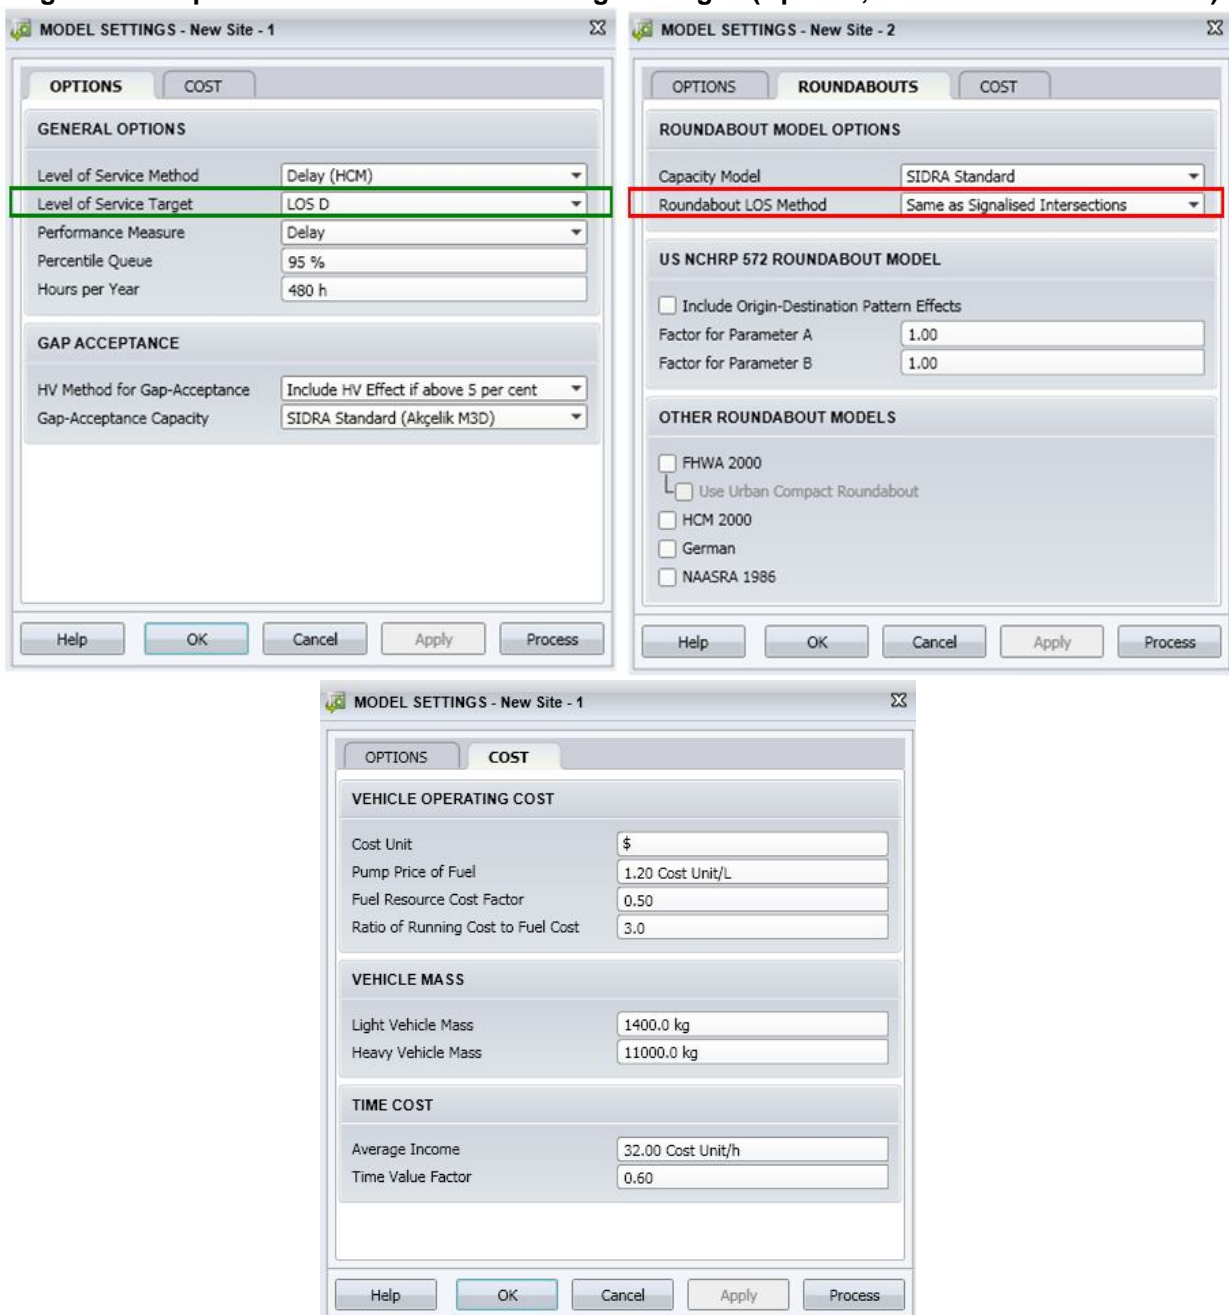 MODEL SETTINGS - New Site - 1
OPTIONS COST
GENERAL OPTIONS
Level of Service Method Delay (HCM)
Level of Service Target LOS D
Performance Measure Delay
Percentile Queue 95 %
Hours per Year 480 h
GAP ACCEPTANCE
HV Method for Gap-Acceptance Include HV Effect if above 5 per cent
Gap-Acceptance Capacity SIDRA Standard (Akçelik M3D)
Help OK Cancel Apply Process
MODEL SETTINGS - New Site - 2
OPTIONS ROUNDABOUTS COST
ROUNDABOUT MODEL OPTIONS
Capacity Model SIDRA Standard
Roundabout LOS Method Same as Signalised Intersections
US NCHRP 572 ROUNDABOUT MODEL
Include Origin-Destination Pattern Effects
Factor for Parameter A 1.00
Factor for Parameter B 1.00
OTHER ROUNDABOUT MODELS
FHWA 2000
Use Urban Compact Roundabout
HCM 2000
German
NAASRA 1986
Help OK Cancel Apply Process
MODEL SETTINGS - New Site - 1
OPTIONS COST
VEHICLE OPERATING COST
Cost Unit $
Pump Price of Fuel 1.20 Cost Unit/L
Fuel Resource Cost Factor 0.50
Ratio of Running Cost to Fuel Cost 3.0
VEHICLE MASS
Light Vehicle Mass 1400.0 kg
Heavy Vehicle Mass 11000.0 kg
TIME COST
Average Income 32.00 Cost Unit/h
Time Value Factor 0.60
Help OK Cancel Apply Process